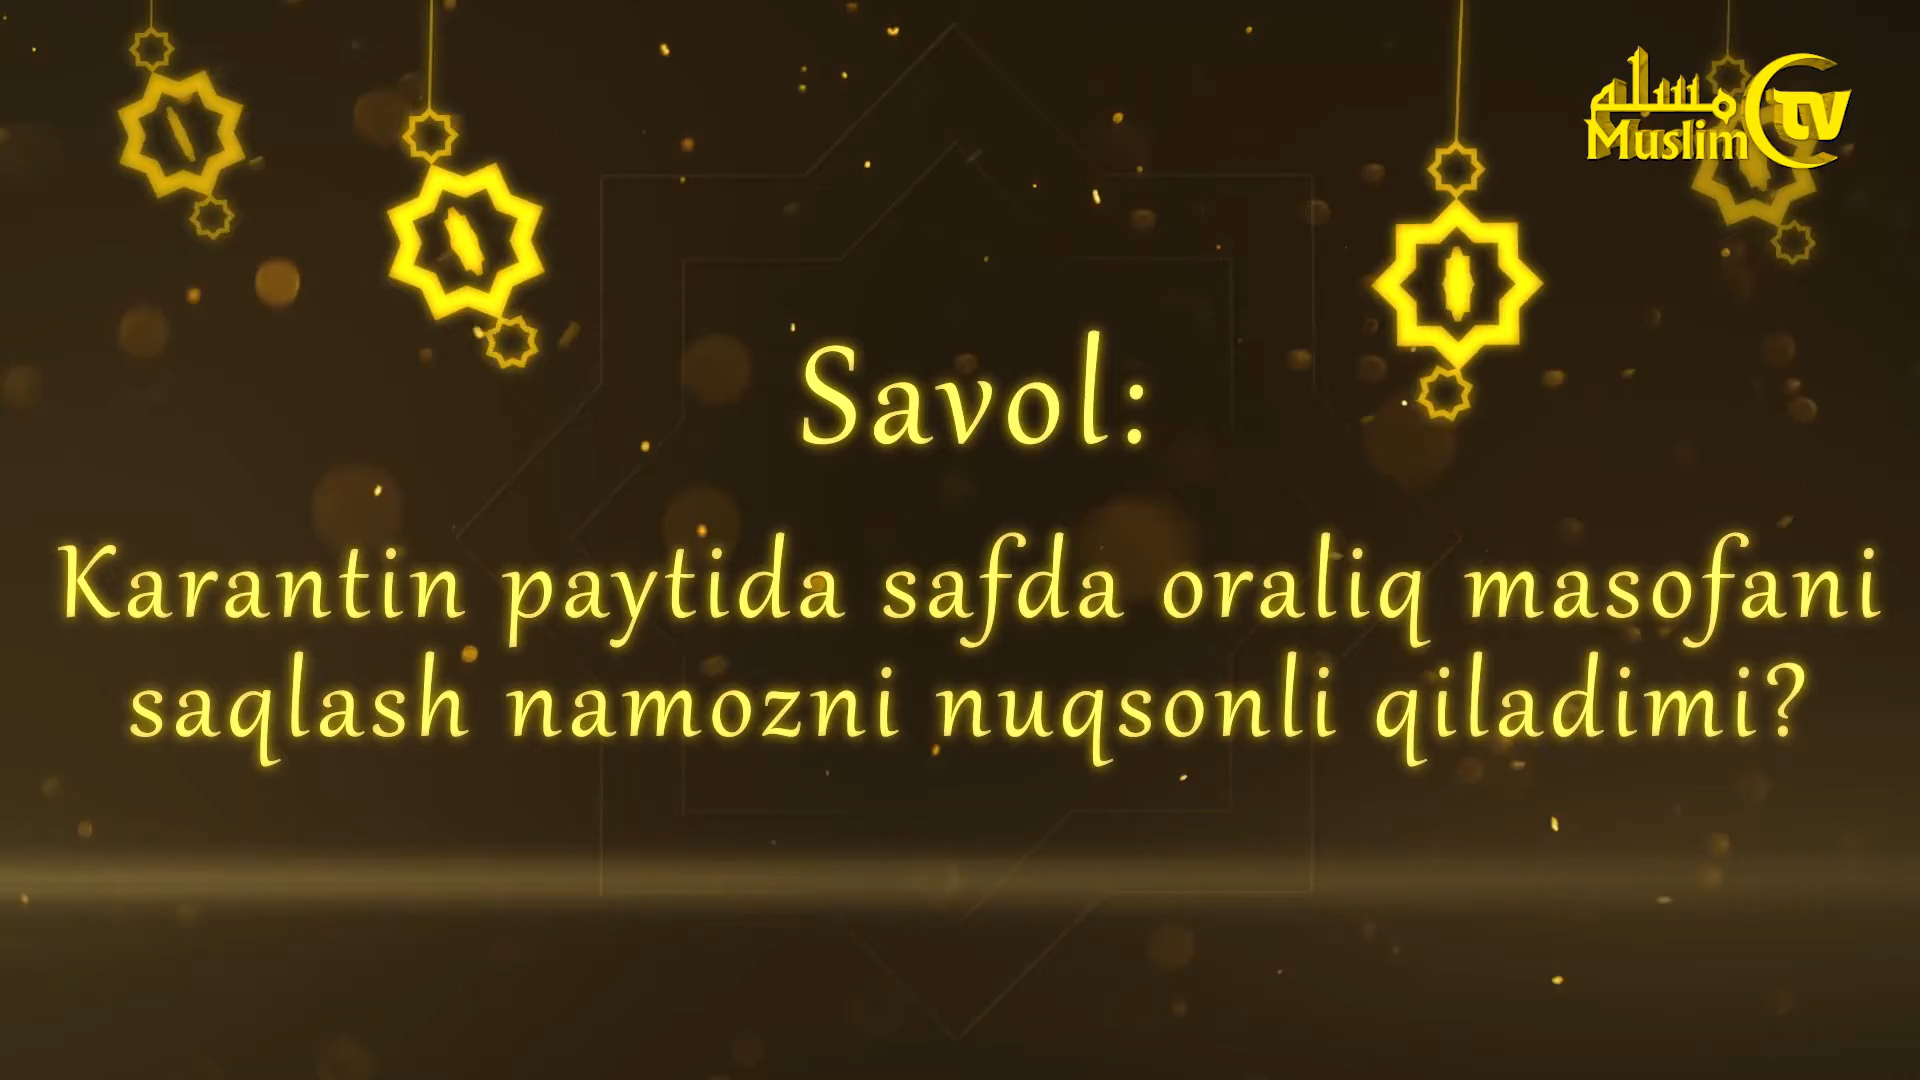 مسلم
Muslim TV
Savol:
Karantin paytida safda oraliq masofani
saqlash namozni nuqsonli qiladimi?